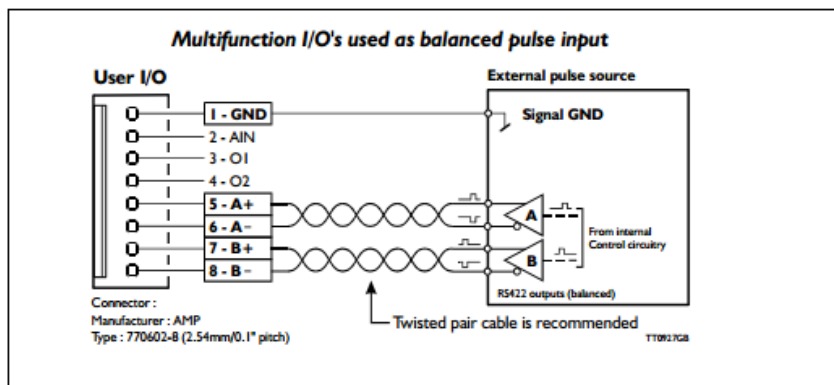 Multifunction I/O's used as balanced pulse input
User I/O
External pulse source
1 - GND
Signal GND
2 - AIN
3 - O1
4 - O2
5 - A+
A
6 - A−
From internal
Control circuitry
7 - B+
B
8 - B−
RS422 outputs (balanced)
Connector :
Manufacturer : AMP
Twisted pair cable is recommended
Type : 770602-8 (2.54mm/0.1" pitch)
TT0927GB